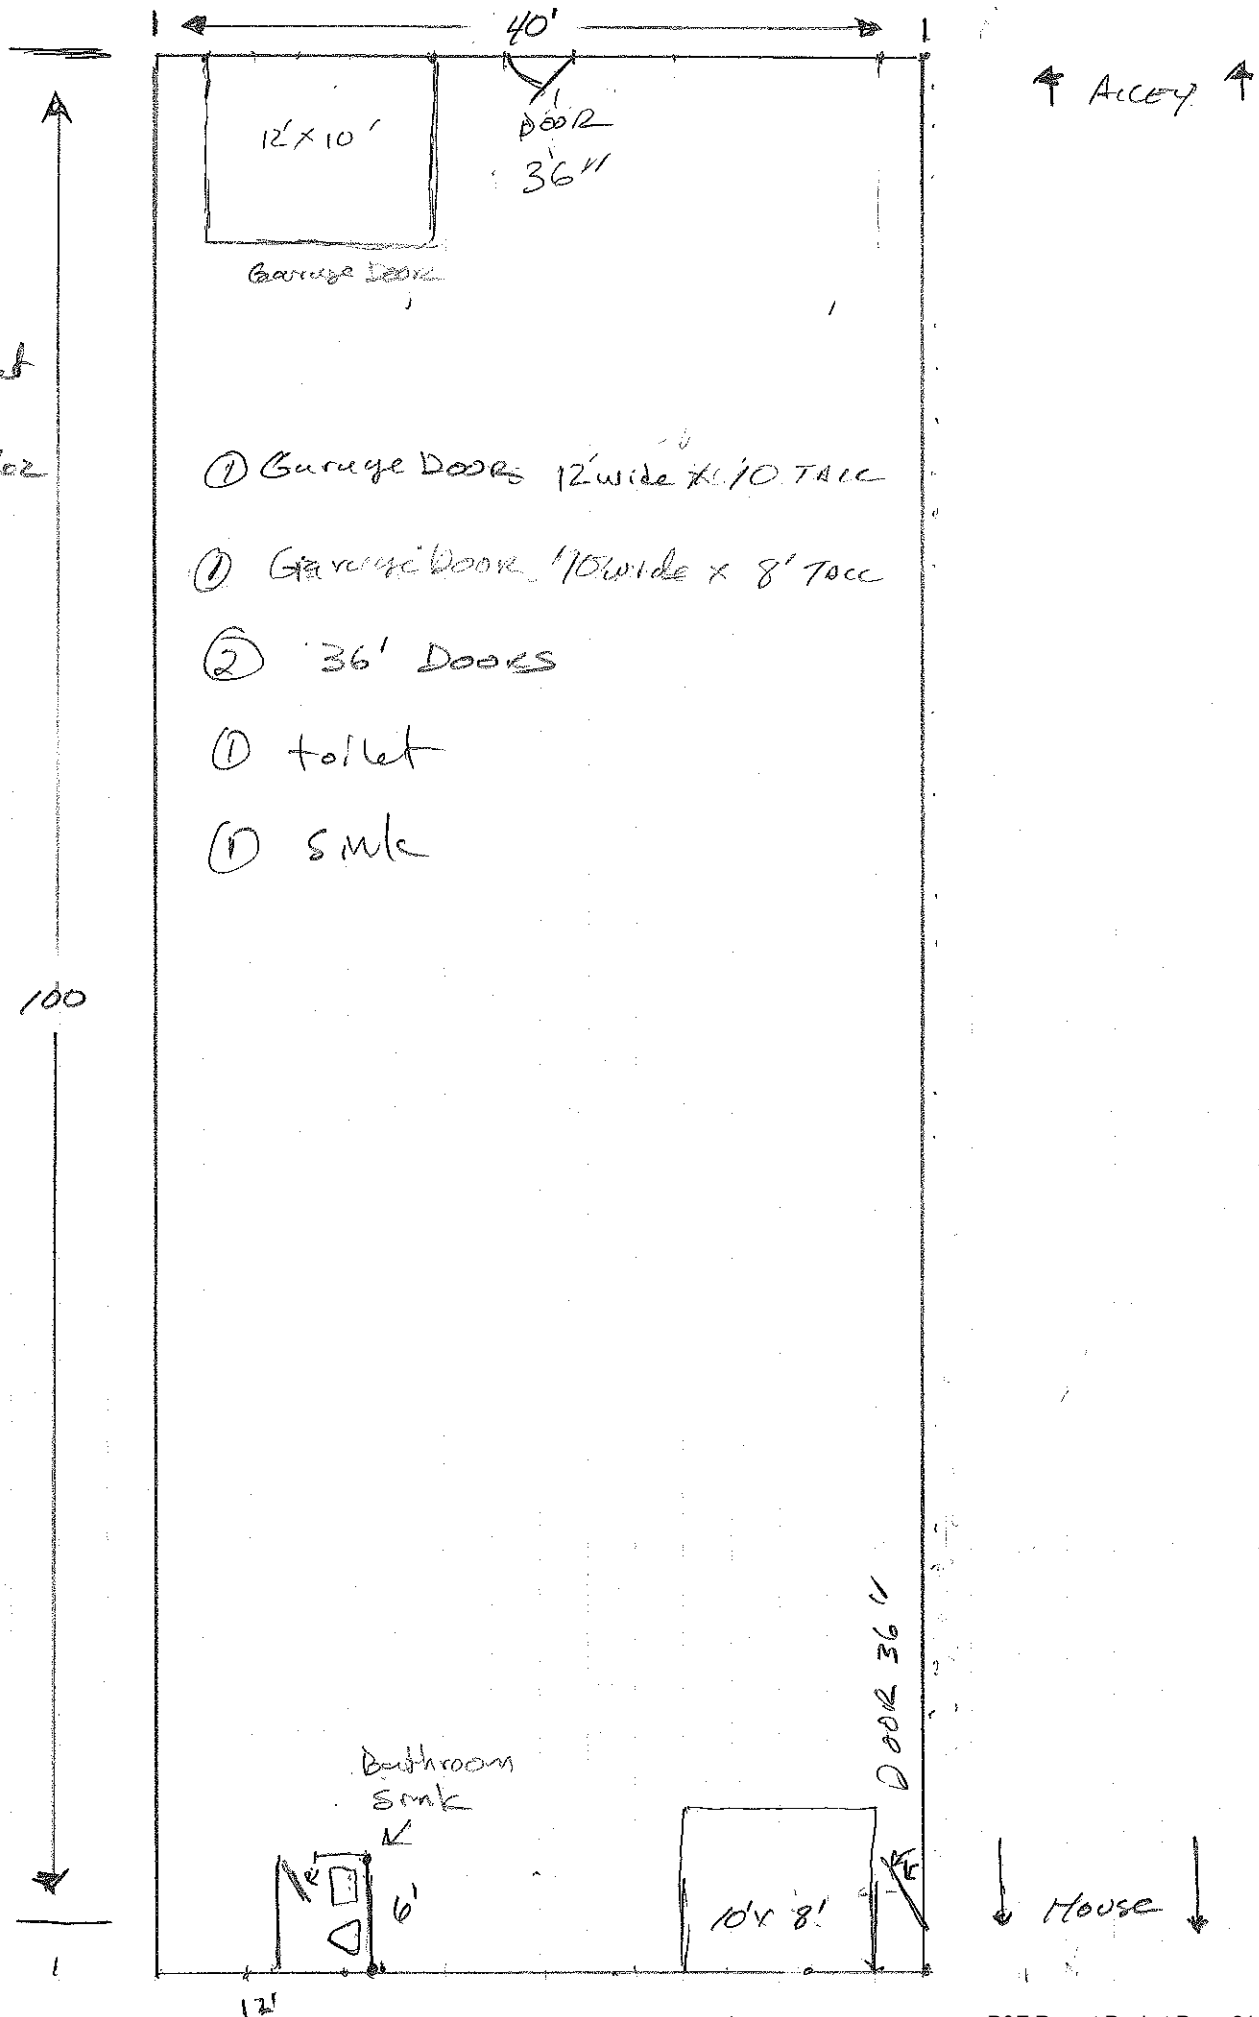 40'
↑ ALLEY ↑
12' X 10'
DOOR
36"
Garage Door
① Garage Doors 12' wide X 10 TALL
① Garage Door 10 wide x 8' TALL
② 36' DOORS
① toilet
① sink
100
DOOR 36"
Bathroom
Sink
6'
10' x 8'
House
12'